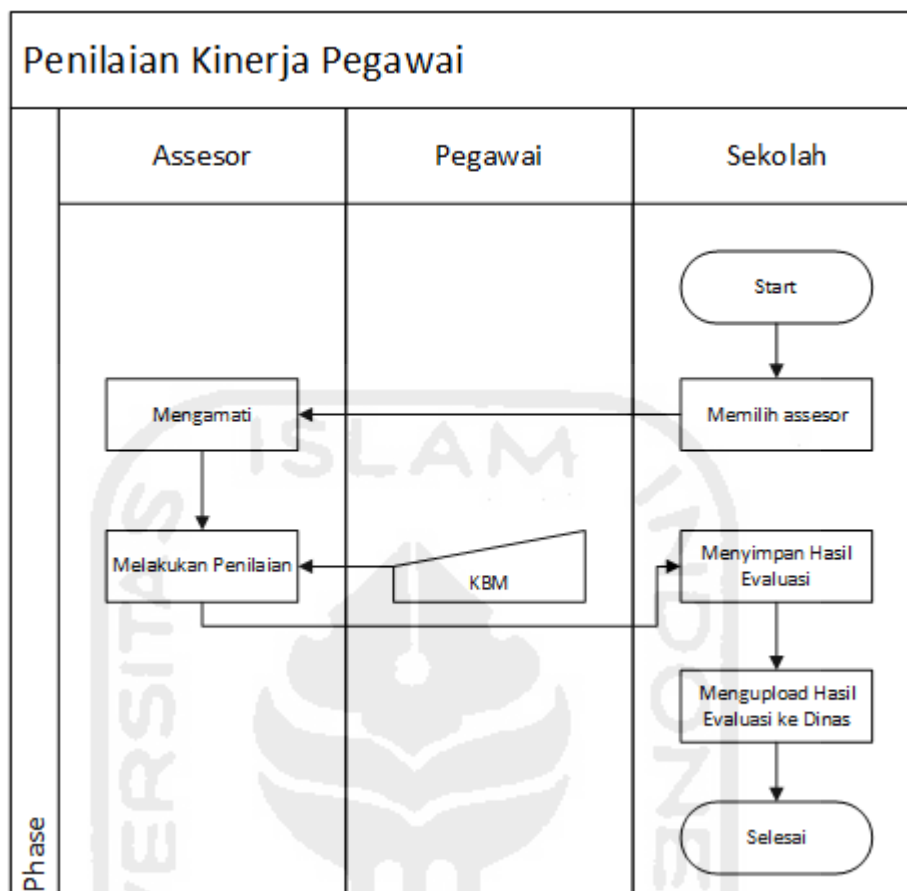 Penilaian Kinerja Pegawai
Assesor
Pegawai
Sekolah
Start
Mengamati
Memilih assesor
Melakukan Penilaian
KBM
Menyimpan Hasil
Evaluasi
Mengupload Hasil
Evaluasi ke Dinas
Selesai
Phase
ISLAM